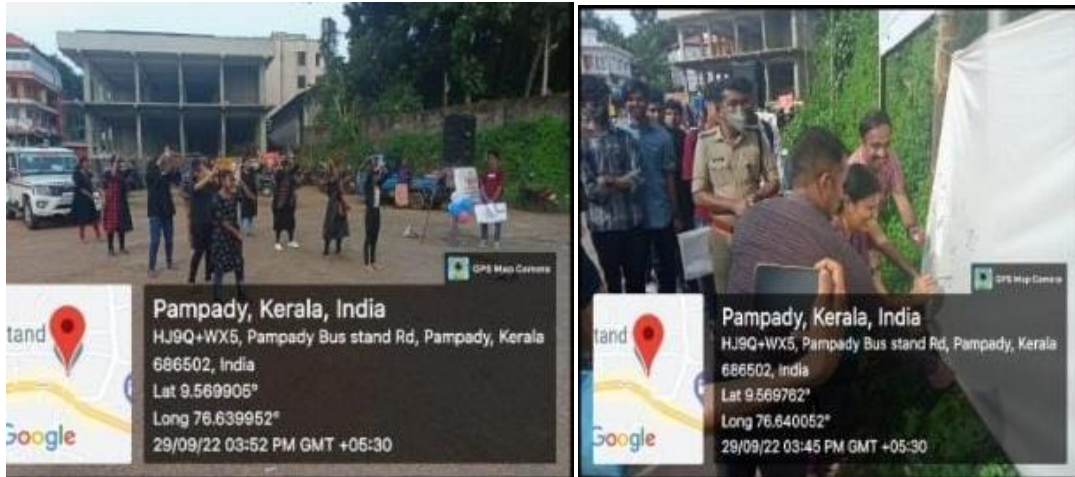 GPS Map Camera
Pampady, Kerala, India
HJ9Q+WX5, Pampady Bus stand Rd, Pampady, Kerala
686502, India
Lat 9.569905°
Long 76.639952°
29/09/22 03:52 PM GMT +05:30
tand
Google
GPS Map Camera
Pampady, Kerala, India
HJ9Q+WX5, Pampady Bus stand Rd, Pampady, Kerala
686502, India
Lat 9.569762°
Long 76.640052°
29/09/22 03:45 PM GMT +05:30
tand
Google